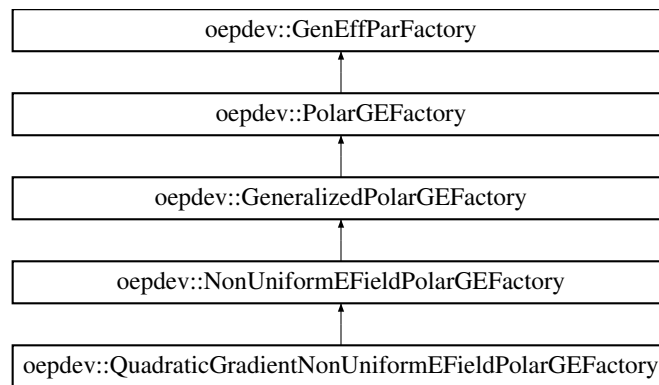 oepdev::GenEffParFactory
oepdev::PolarGEFactory
oepdev::GeneralizedPolarGEFactory
oepdev::NonUniformEFieldPolarGEFactory
oepdev::QuadraticGradientNonUniformEFieldPolarGEFactory